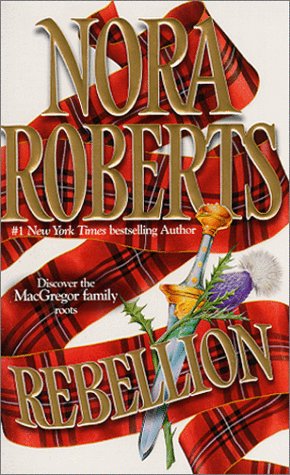 NORA
ROBERTS
#1 New York Times bestselling Author
Discover the
MacGregor family
roots
REBELLION